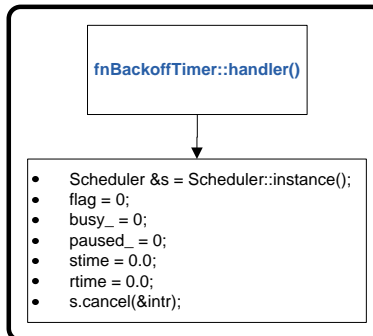 fnBackoffTimer::handler()
• Scheduler &s = Scheduler::instance();
• flag = 0;
• busy_ = 0;
• paused_ = 0;
• stime = 0.0;
• rtime = 0.0;
• s.cancel(&intr);